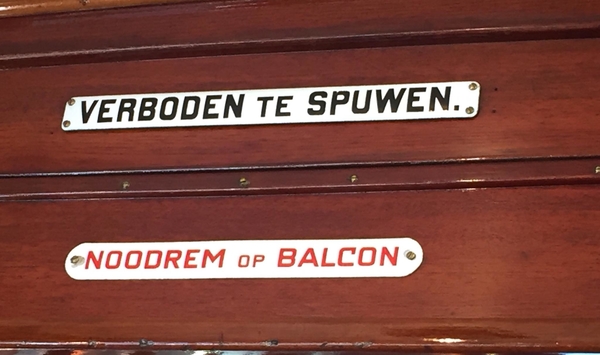 VERBODEN TE SPUWEN.
NOODREM OP BALCON